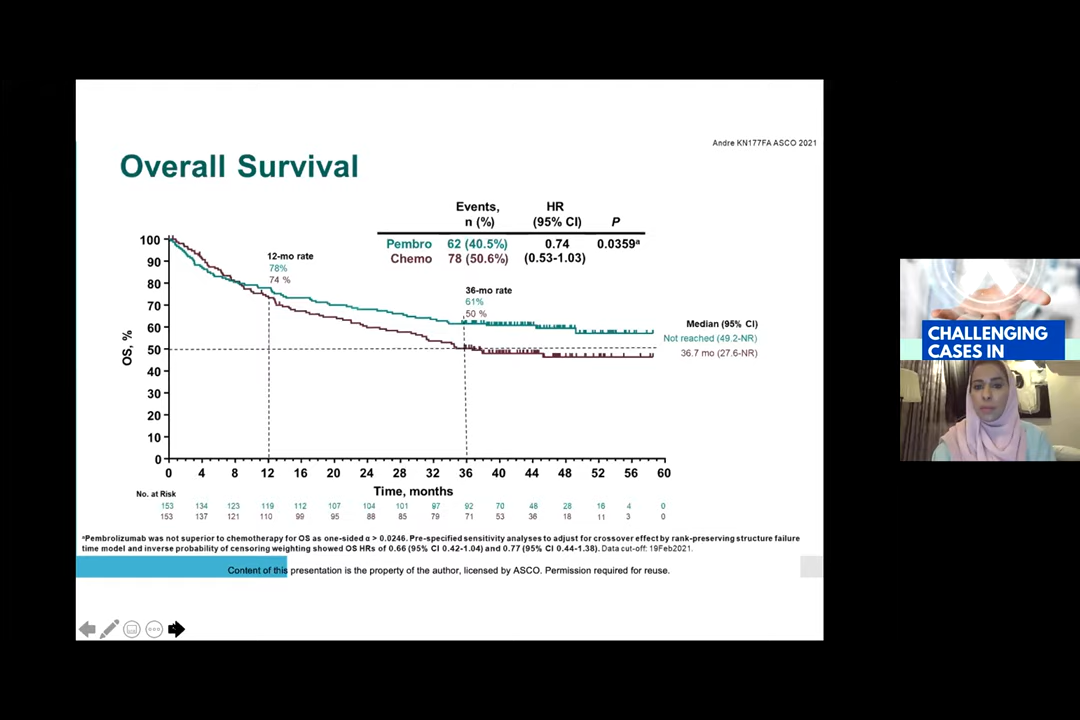 Andre KN177FA ASCO 2021
Overall Survival
Events, n (%)
HR (95% CI)
P
Pembro 62 (40.5%) 0.74 (0.53-1.03) 0.0359ᵃ
Chemo 78 (50.6%)
OS, %
100
90
80
70
60
50
40
30
20
10
0
12-mo rate
78%
74 %
36-mo rate
61%
50 %
Median (95% CI)
Not reached (49.2-NR)
36.7 mo (27.6-NR)
0 4 8 12 16 20 24 28 32 36 40 44 48 52 56 60
Time, months
No. at Risk
153 134 123 119 112 107 104 101 97 92 70 48 28 16 4 0
153 137 121 110 99 95 88 85 79 71 53 36 18 11 3 0
ᵃPembrolizumab was not superior to chemotherapy for OS as one-sided α > 0.0246. Pre-specified sensitivity analyses to adjust for crossover effect by rank-preserving structure failure
time model and inverse probability of censoring weighting showed OS HRs of 0.66 (95% CI 0.42-1.04) and 0.77 (95% CI 0.44-1.38). Data cut-off: 19Feb2021.
Content of this presentation is the property of the author, licensed by ASCO. Permission required for reuse.
CHALLENGING
CASES IN